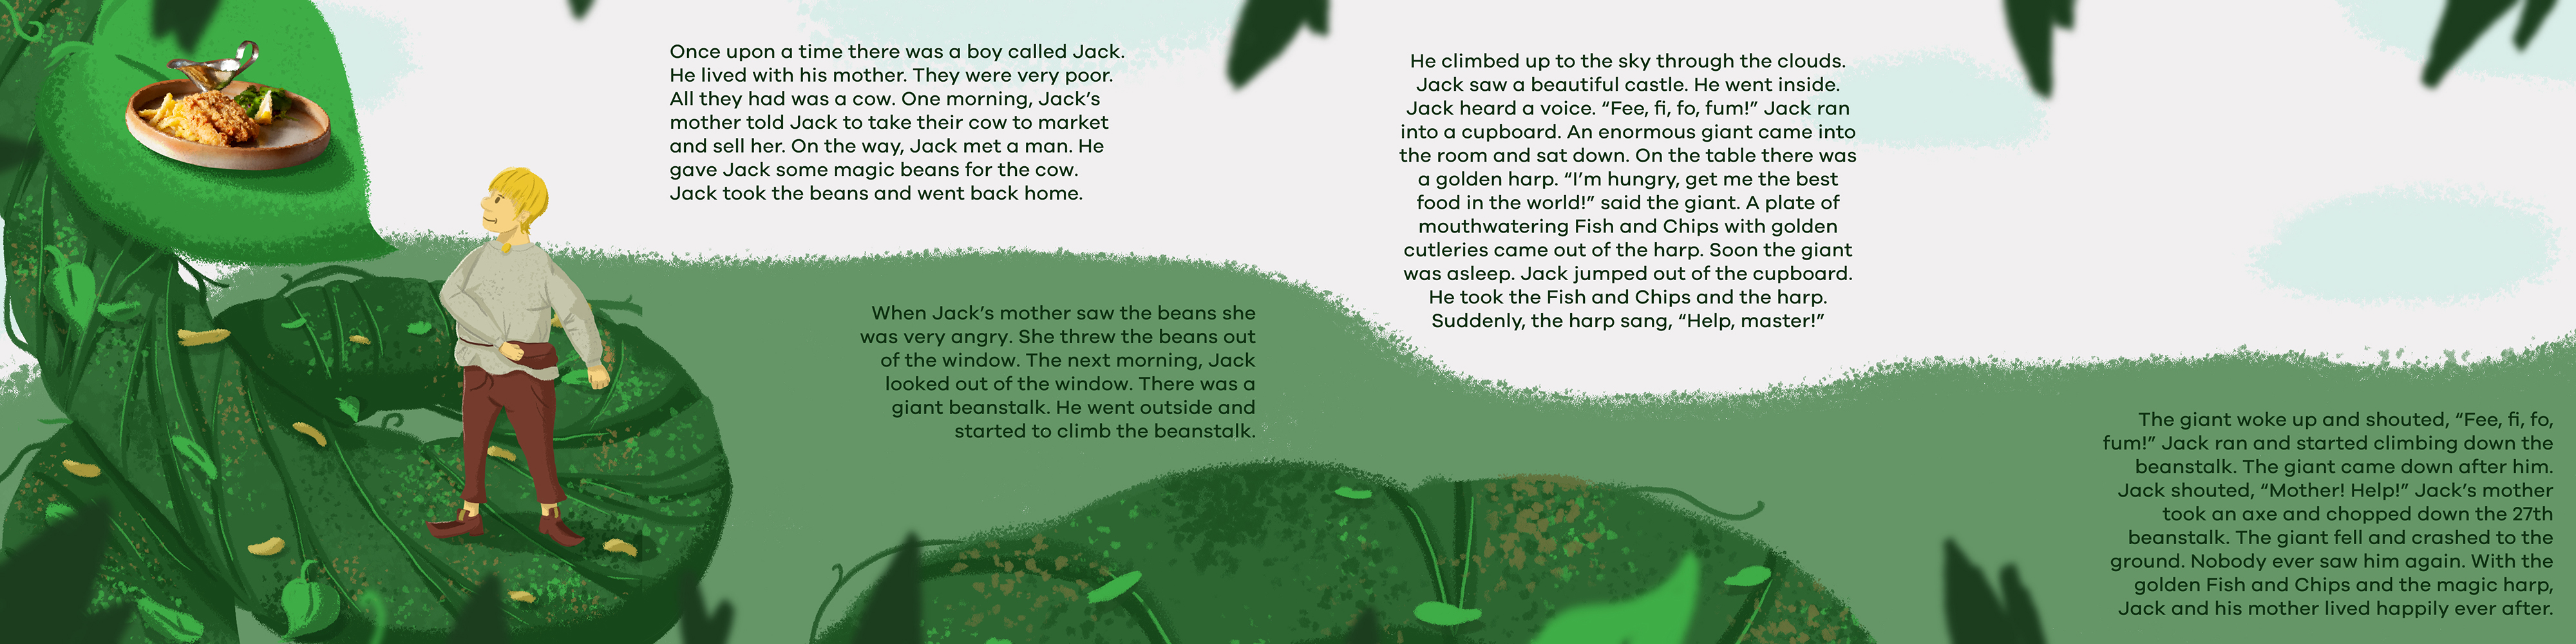 Once upon a time there was a boy called Jack.
He lived with his mother. They were very poor.
All they had was a cow. One morning, Jack’s
mother told Jack to take their cow to market
and sell her. On the way, Jack met a man. He
gave Jack some magic beans for the cow.
Jack took the beans and went back home.
When Jack’s mother saw the beans she
was very angry. She threw the beans out
of the window. The next morning, Jack
looked out of the window. There was a
giant beanstalk. He went outside and
started to climb the beanstalk.
He climbed up to the sky through the clouds.
Jack saw a beautiful castle. He went inside.
Jack heard a voice. “Fee, fi, fo, fum!” Jack ran
into a cupboard. An enormous giant came into
the room and sat down. On the table there was
a golden harp. “I’m hungry, get me the best
food in the world!” said the giant. A plate of
mouthwatering Fish and Chips with golden
cutleries came out of the harp. Soon the giant
was asleep. Jack jumped out of the cupboard.
He took the Fish and Chips and the harp.
Suddenly, the harp sang, “Help, master!”
The giant woke up and shouted, “Fee, fi, fo,
fum!” Jack ran and started climbing down the
beanstalk. The giant came down after him.
Jack shouted, “Mother! Help!” Jack’s mother
took an axe and chopped down the 27th
beanstalk. The giant fell and crashed to the
ground. Nobody ever saw him again. With the
golden Fish and Chips and the magic harp,
Jack and his mother lived happily ever after.